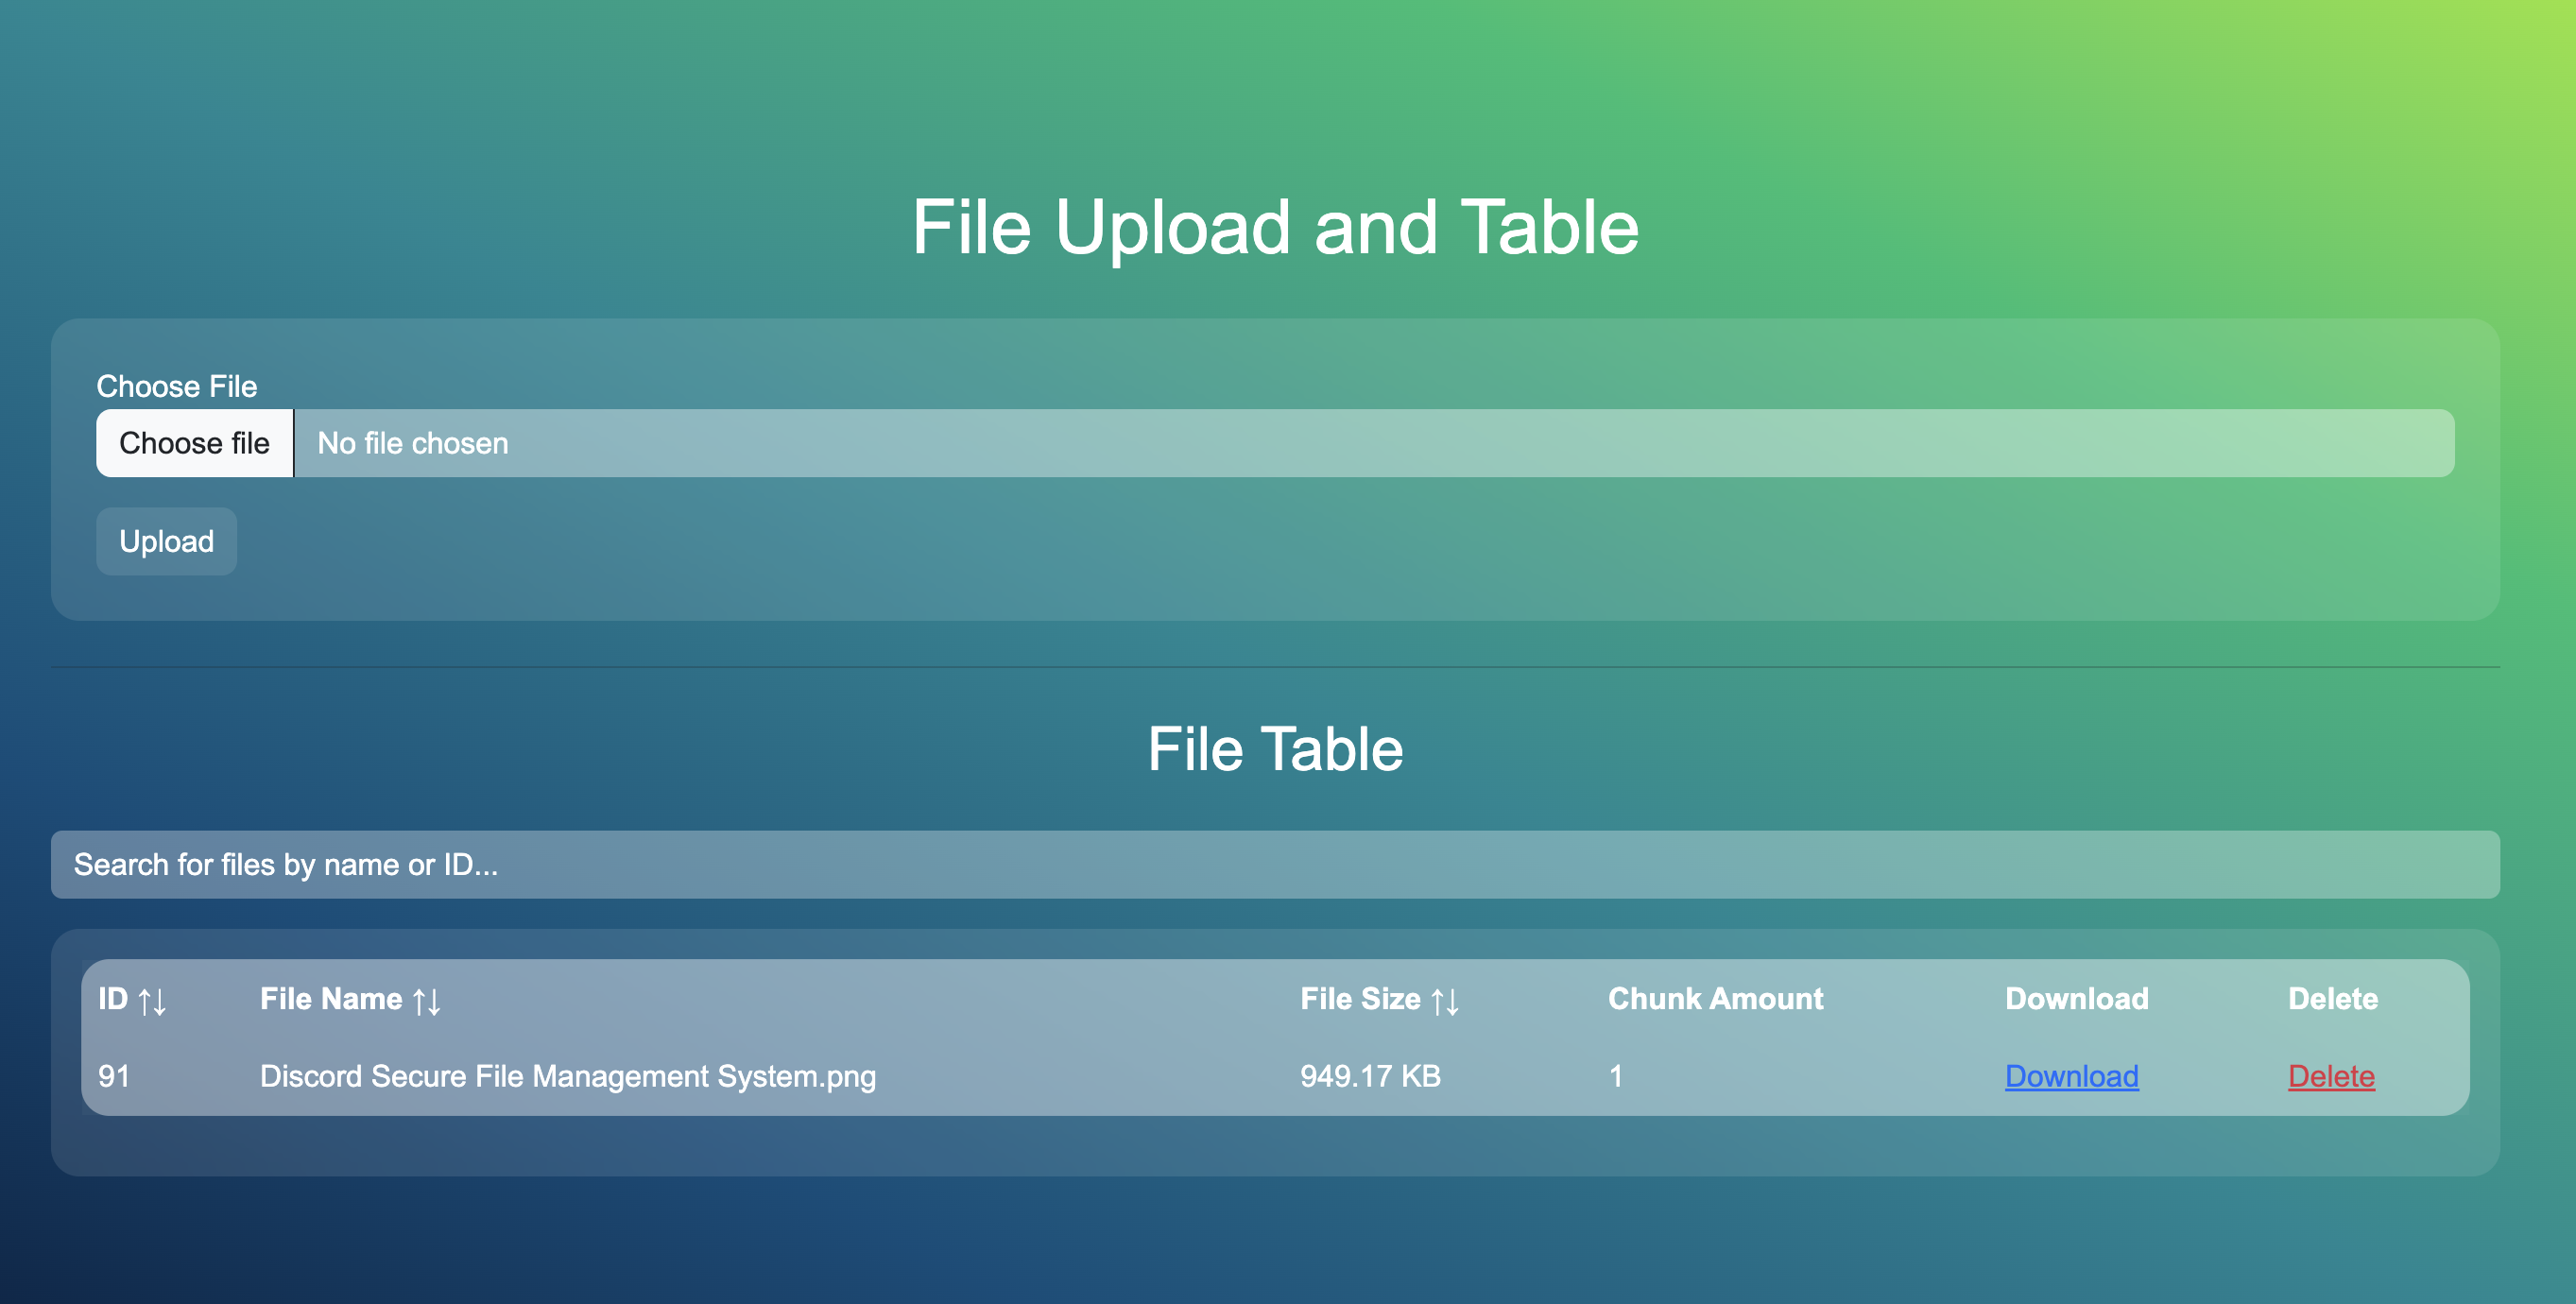 File Upload and Table
Choose File
Choose file No file chosen
Upload
File Table
Search for files by name or ID...
ID ↑↓ File Name ↑↓ File Size ↑↓ Chunk Amount Download Delete
91 Discord Secure File Management System.png 949.17 KB 1 Download Delete